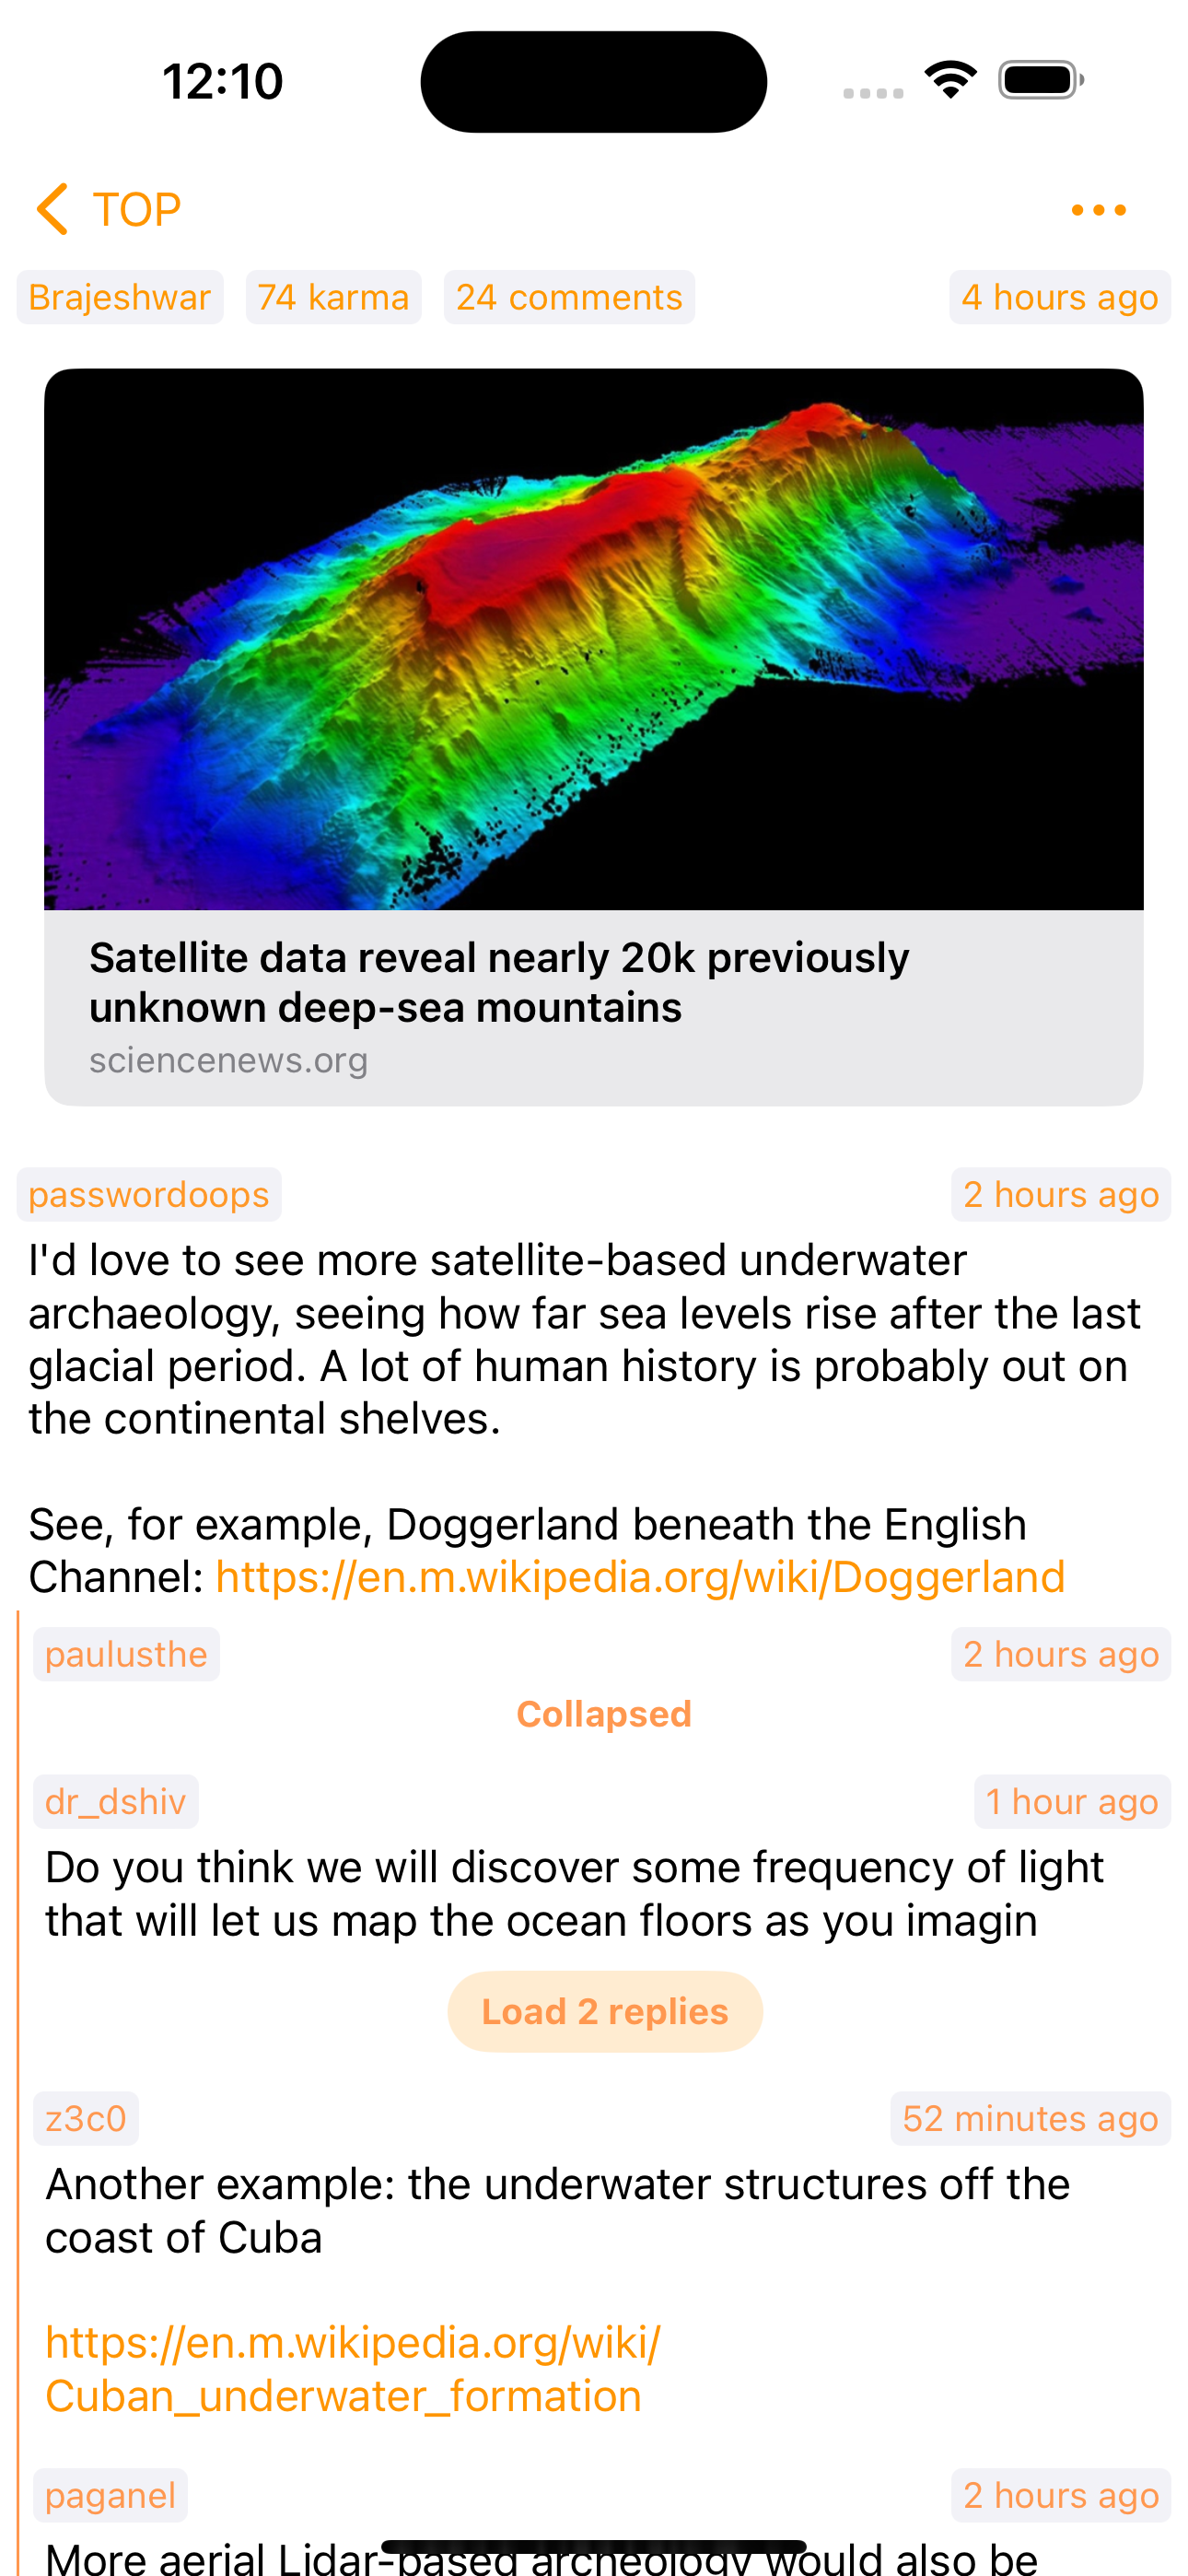 12:10
TOP
Brajeshwar 74 karma 24 comments 4 hours ago
Satellite data reveal nearly 20k previously
unknown deep-sea mountains
sciencenews.org
passwordoops 2 hours ago
I'd love to see more satellite-based underwater
archaeology, seeing how far sea levels rise after the last
glacial period. A lot of human history is probably out on
the continental shelves.
See, for example, Doggerland beneath the English
Channel: https://en.m.wikipedia.org/wiki/Doggerland
paulusthe 2 hours ago
Collapsed
dr_dshiv 1 hour ago
Do you think we will discover some frequency of light
that will let us map the ocean floors as you imagin
Load 2 replies
z3c0 52 minutes ago
Another example: the underwater structures off the
coast of Cuba
https://en.m.wikipedia.org/wiki/
Cuban_underwater_formation
paganel 2 hours ago
More aerial Lidar-based archeology would also be